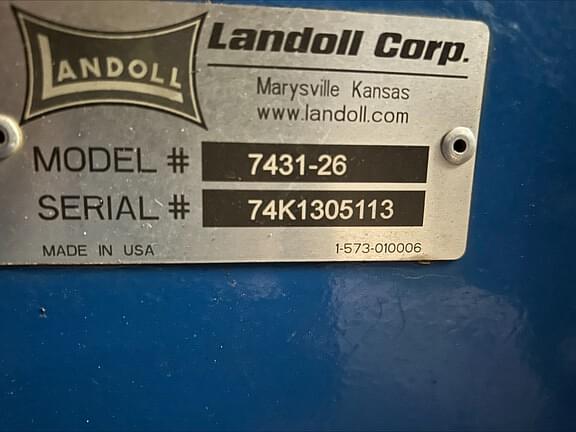 LANDOLL
Landoll Corp.
Marysville Kansas
www.landoll.com
MODEL # 7431-26
SERIAL # 74K1305113
MADE IN USA 1-573-010006